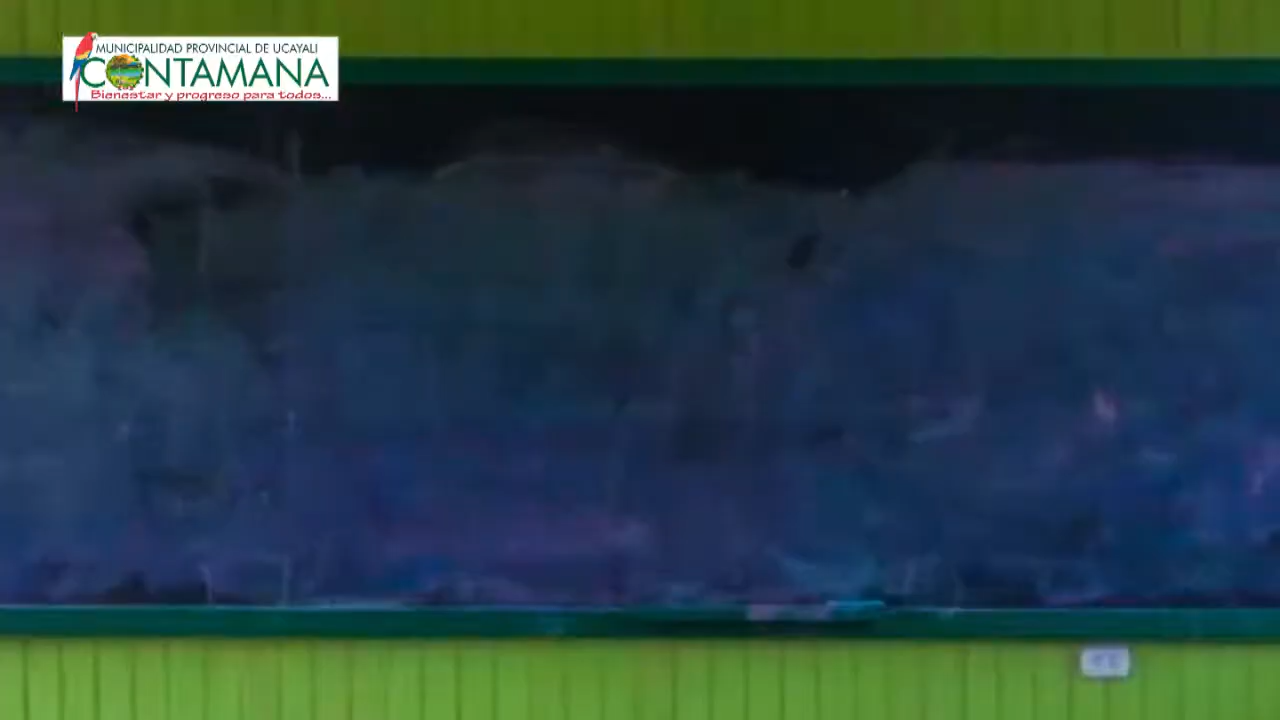 MUNICIPALIDAD PROVINCIAL DE UCAYALI
CONTAMANA
Bienestar y progreso para todos...